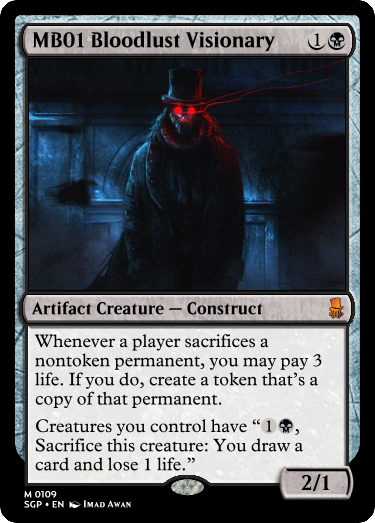 MB01 Bloodlust Visionary 1
Artifact Creature — Construct
Whenever a player sacrifices a
nontoken permanent, you may pay 3
life. If you do, create a token that's a
copy of that permanent.
Creatures you control have “1,
Sacrifice this creature: You draw a
card and lose 1 life.”
2/1
M 0109
SGP • EN Imad Awan